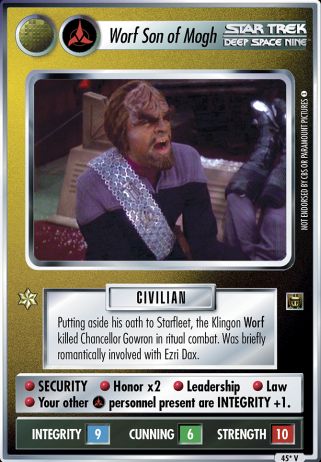 Worf Son of Mogh
STAR TREK
DEEP SPACE NINE
NOT ENDORSED BY CBS OR PARAMOUNT PICTURES
CIVILIAN
Putting aside his oath to Starfleet, the Klingon Worf
killed Chancellor Gowron in ritual combat. Was briefly
romantically involved with Ezri Dax.
SECURITY Honor x2 Leadership Law
Your other personnel present are INTEGRITY +1.
INTEGRITY 9 CUNNING 6 STRENGTH 10
45* V